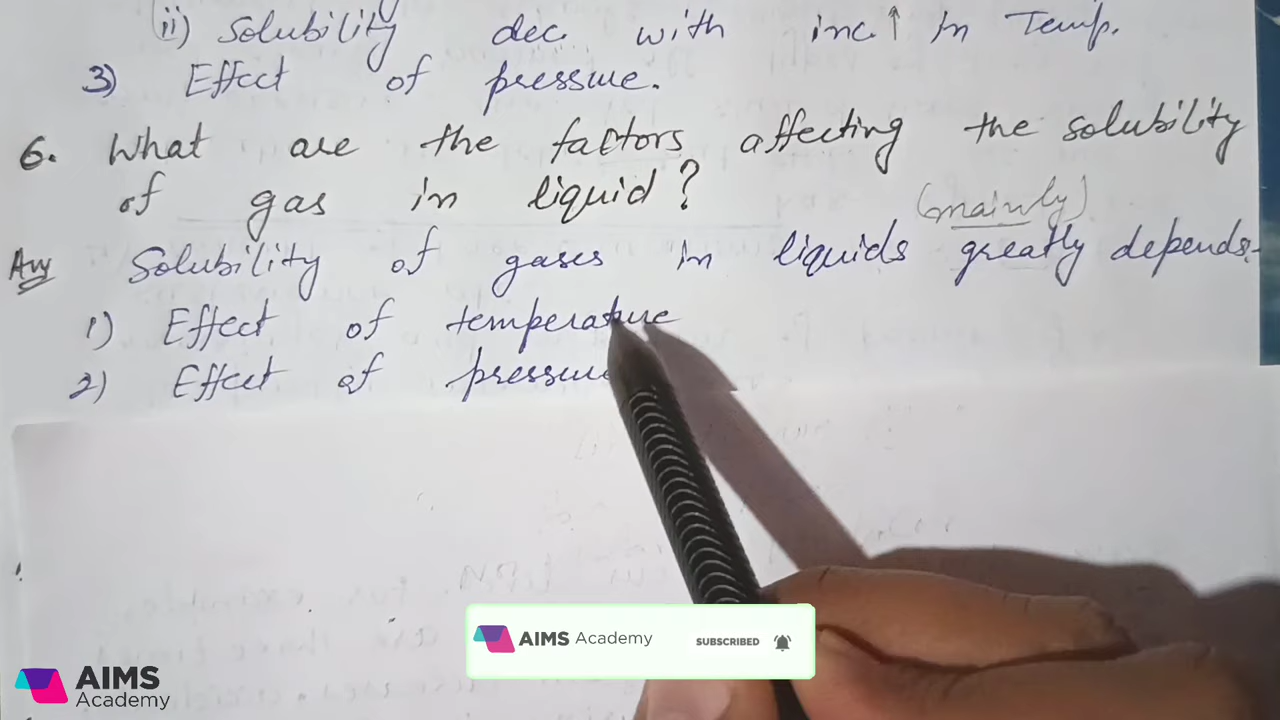 (ii) Solubility dec. with inc.↑ in Temp.
3) Effect of pressure.
6. What are the factors affecting the solubility
of gas in liquid?
(mainly)
Ans Solubility of gases in liquids greatly depends:-
1) Effect of temperature
2) Effect of pressure
AIMS Academy
SUBSCRIBED
AIMS
Academy